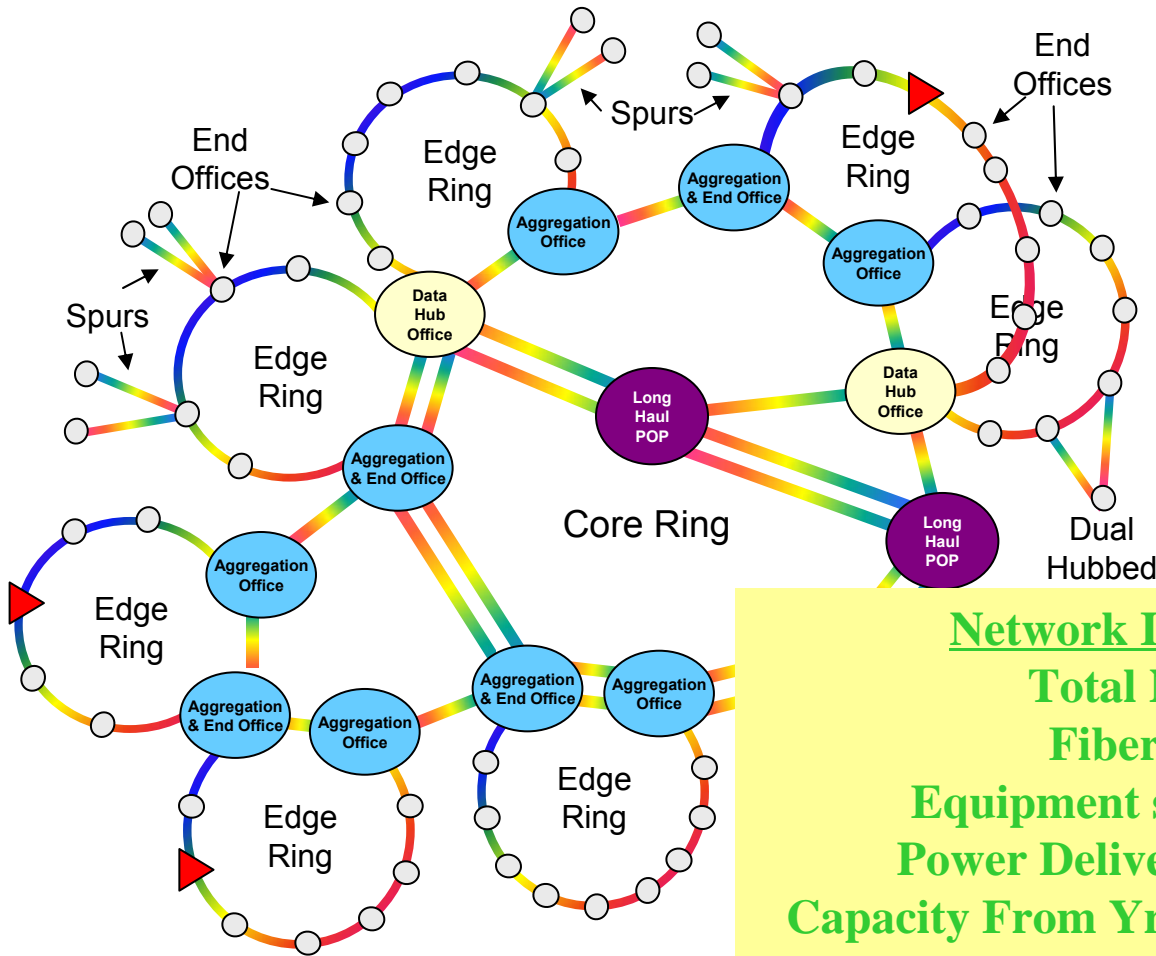 End
Offices
Spurs
Edge
Ring
End
Offices
Edge
Ring
Aggregation
& End Office
Aggregation
Office
Aggregation
Office
Data
Hub
Office
Spurs
Edge
Ring
Edge
Ring
Data
Hub
Office
Long
Haul
POP
Aggregation
& End Office
Core Ring
Long
Haul
POP
Dual
Hubbed
Aggregation
Office
Edge
Ring
Aggregation
& End Office
Aggregation
Office
Aggregation
& End Office
Aggregation
Office
Edge
Ring
Edge
Ring
Network
Total
Fiber
Equipment
Power
Capacity From Yr